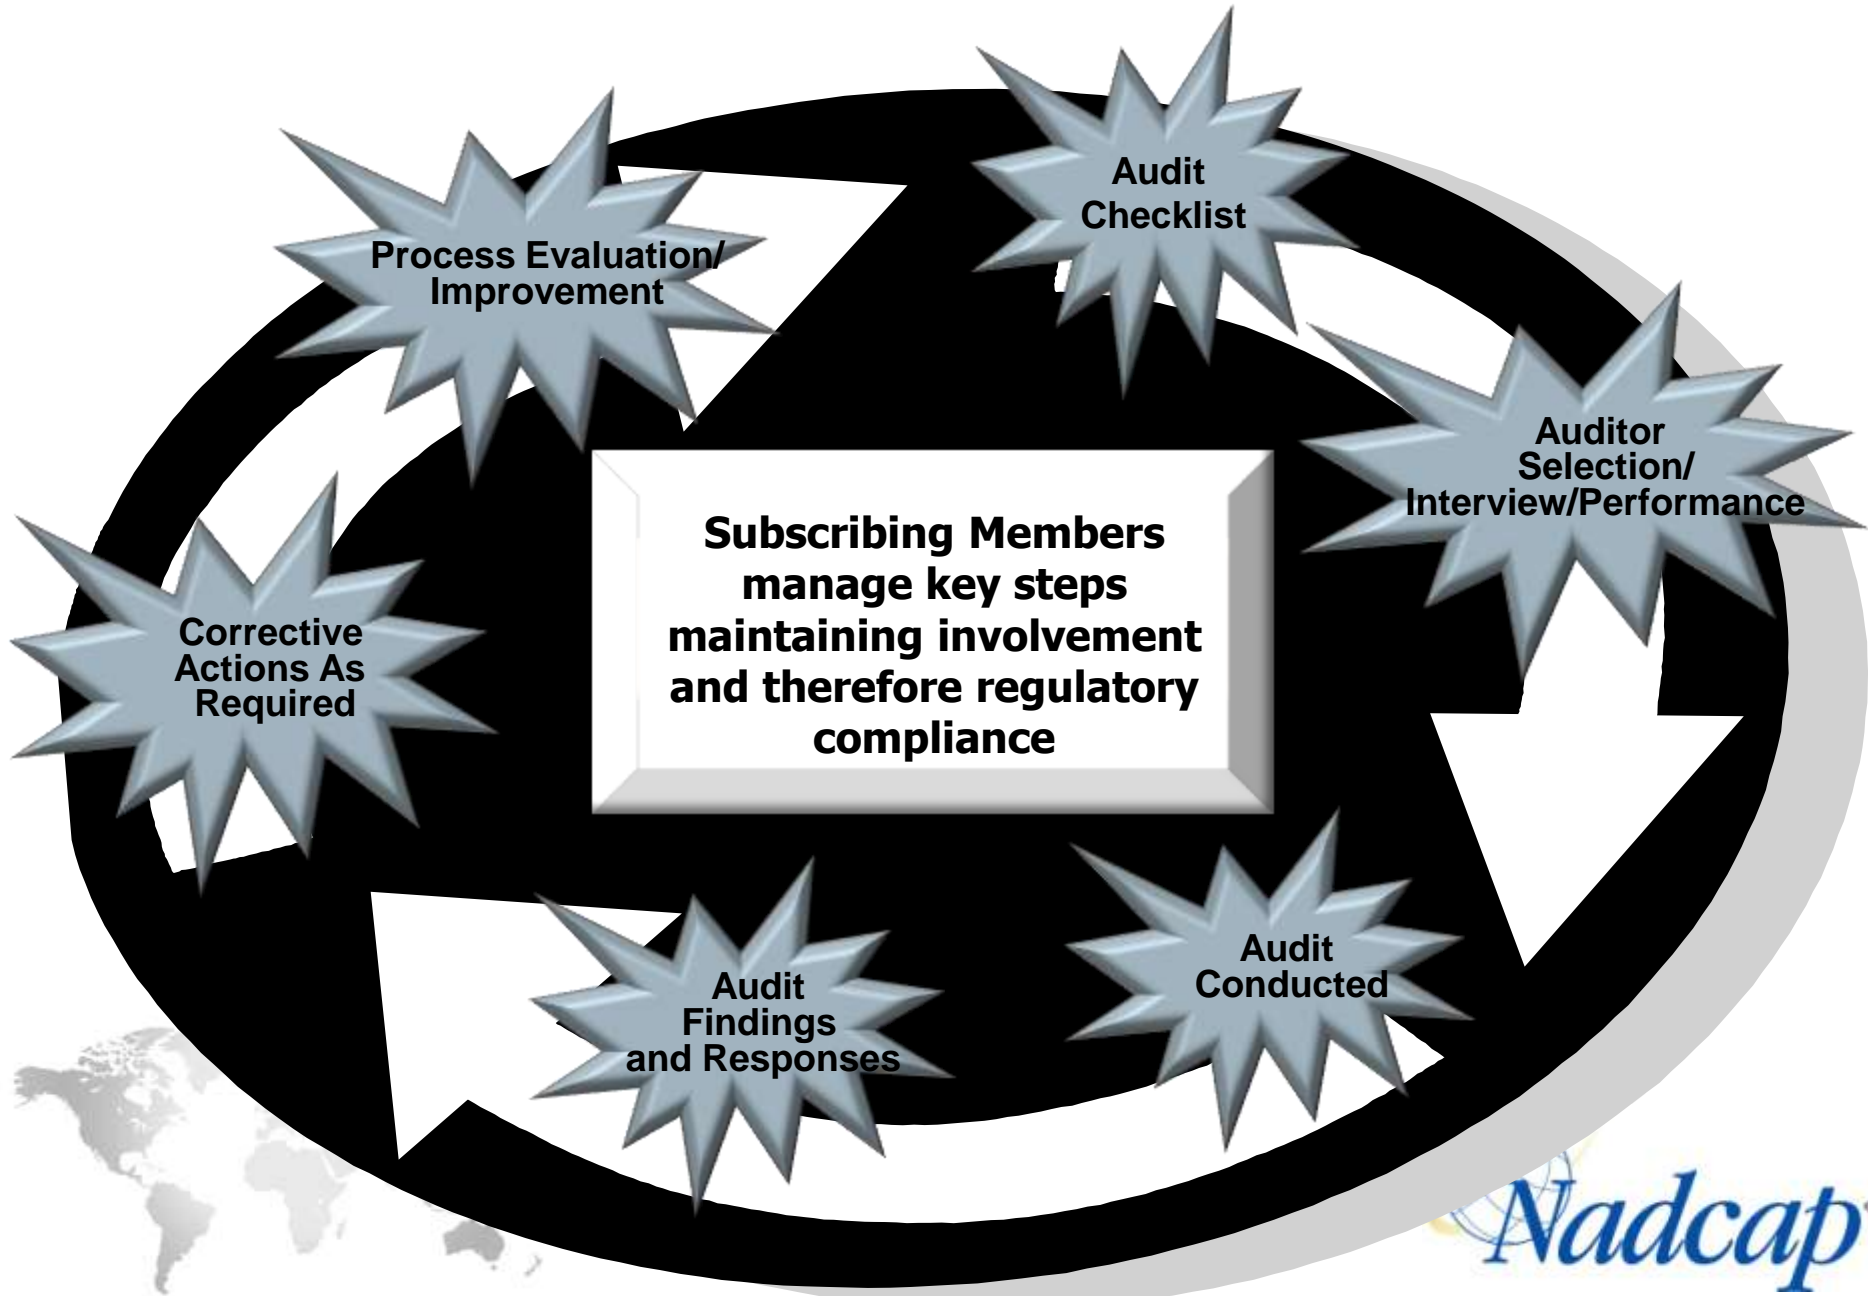 Audit
Checklist
Process Evaluation/
Improvement
Auditor
Selection/
Interview/Performance
Subscribing Members
manage key steps
maintaining involvement
and therefore regulatory
compliance
Corrective
Actions As
Required
Audit
Conducted
Audit
Findings
and Responses
Nadcap